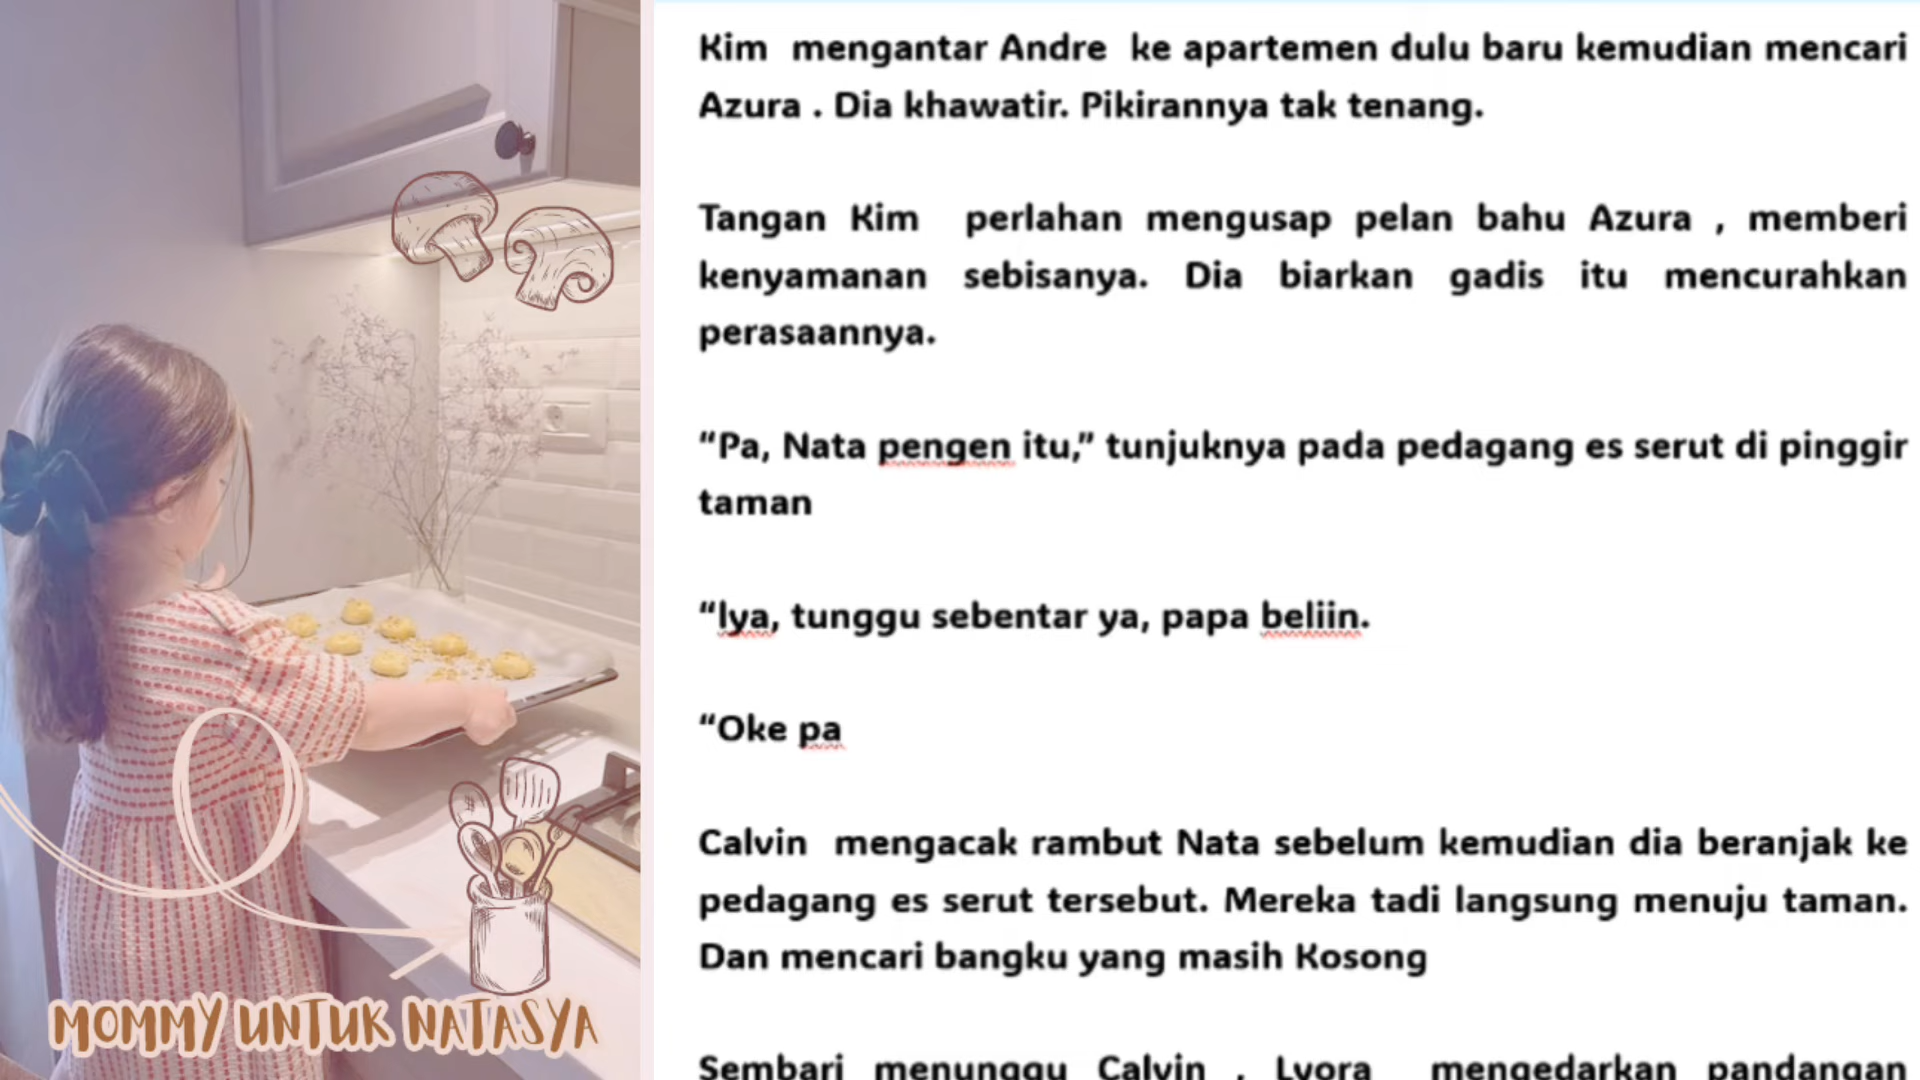 Kim  mengantar Andre  ke apartemen dulu baru kemudian mencari
Azura . Dia khawatir. Pikirannya tak tenang.
Tangan Kim  perlahan mengusap pelan bahu Azura , memberi
kenyamanan sebisanya. Dia biarkan gadis itu mencurahkan
perasaannya.
“Pa, Nata pengen itu,” tunjuknya pada pedagang es serut di pinggir
taman
“lya, tunggu sebentar ya, papa beliin.
“Oke pa
Calvin  mengacak rambut Nata sebelum kemudian dia beranjak ke
pedagang es serut tersebut. Mereka tadi langsung menuju taman.
Dan mencari bangku yang masih Kosong
Sembari menunggu Calvin , Lyora  mengedarkan pandangan
MOMMY UNTUK NATASYA